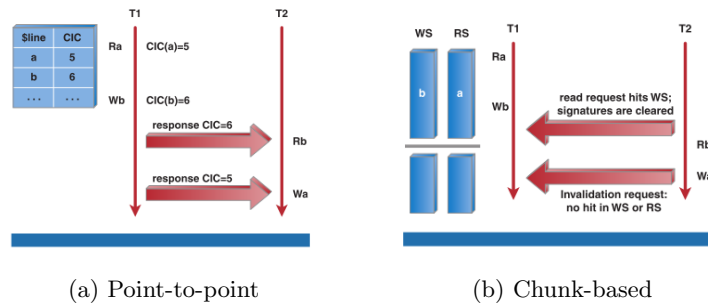 T1
T2
$line CIC
a 5
b 6
... ...
Ra
CIC(a)=5
Wb
CIC(b)=6
response CIC=6
Rb
response CIC=5
Wa
(a) Point-to-point
WS RS
T1
T2
Ra
b a
Wb
read request hits WS;
signatures are cleared
Rb
Wa
Invalidation request:
no hit in WS or RS
(b) Chunk-based